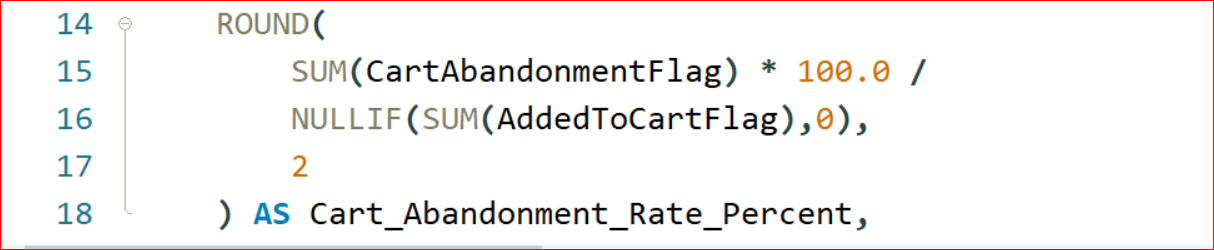 14 ROUND(
15 SUM(CartAbandonmentFlag) * 100.0 /
16 NULLIF(SUM(AddedToCartFlag),0),
17 2
18 ) AS Cart_Abandonment_Rate_Percent,